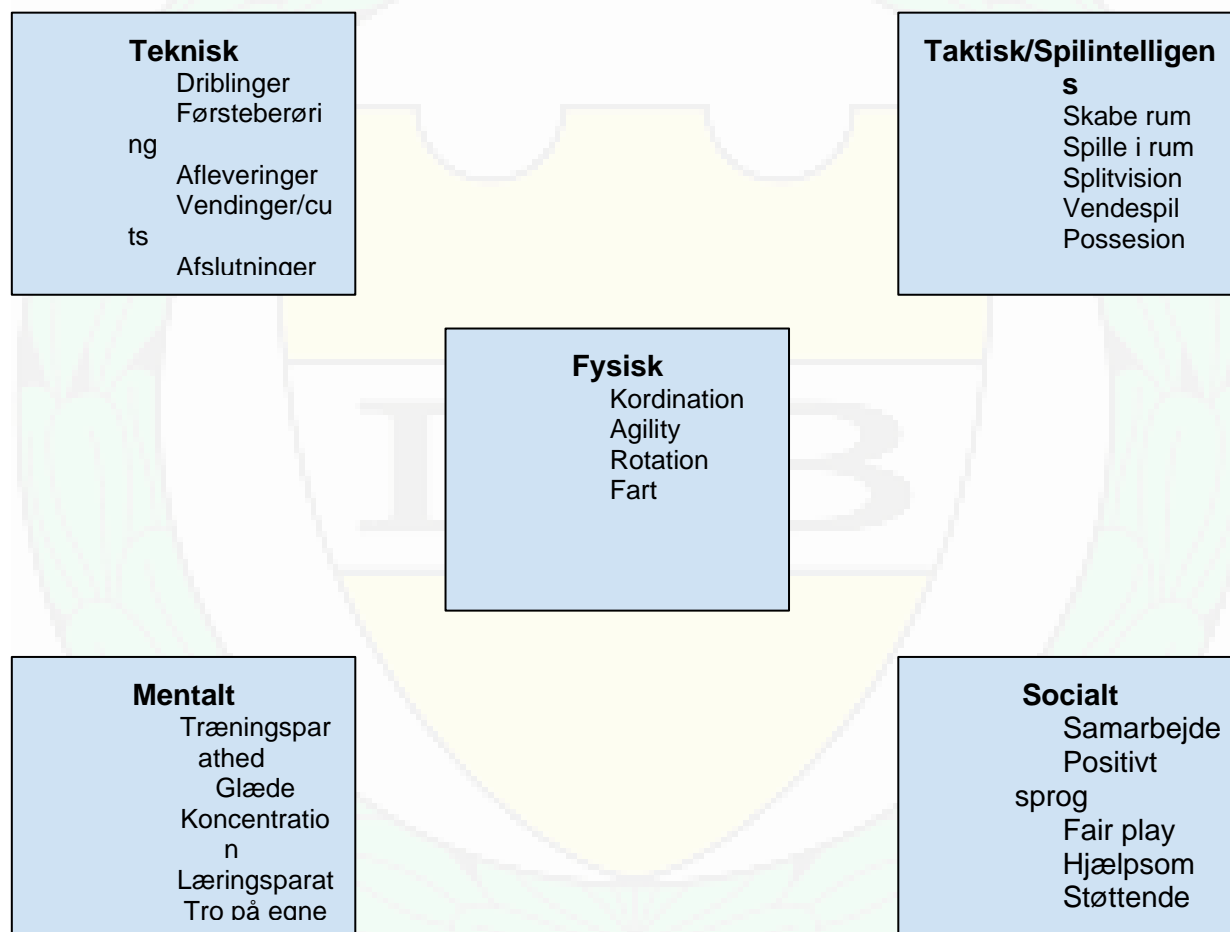 Teknisk
Driblinger
Førsteberøri
ng
Afleveringer
Vendinger/cu
ts
Afslutninger
Taktisk/Spilintelligen
s
Skabe rum
Spille i rum
Splitvision
Vendespil
Possesion
Fysisk
Kordination
Agility
Rotation
Fart
Mentalt
Træningspar
athed
Glæde
Koncentratio
n
Læringsparat
Tro på egne
Socialt
Samarbejde
Positivt
sprog
Fair play
Hjælpsom
Støttende